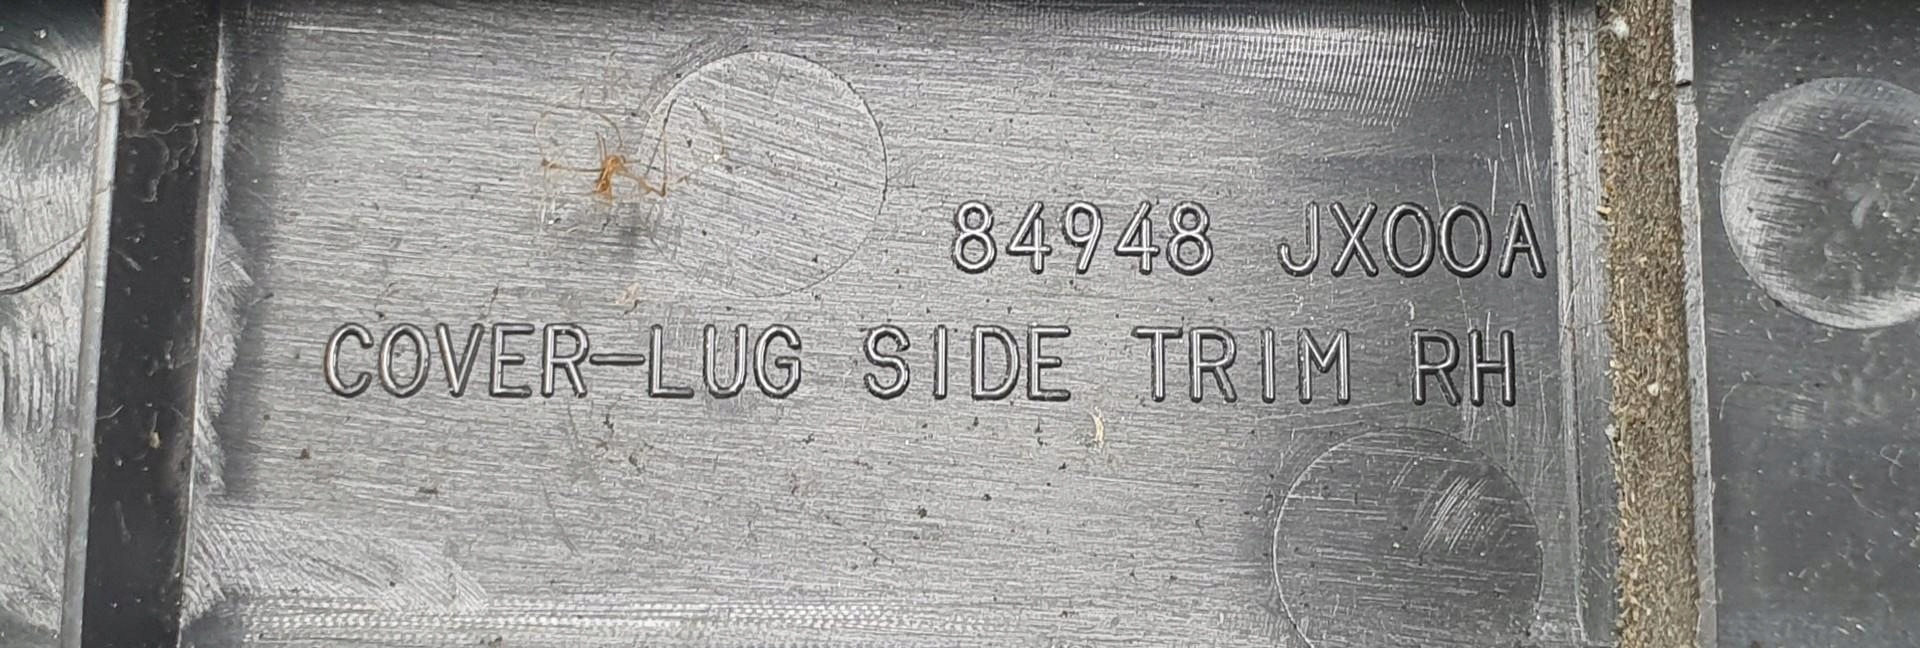 84948 JX00A
COVER-LUG SIDE TRIM RH